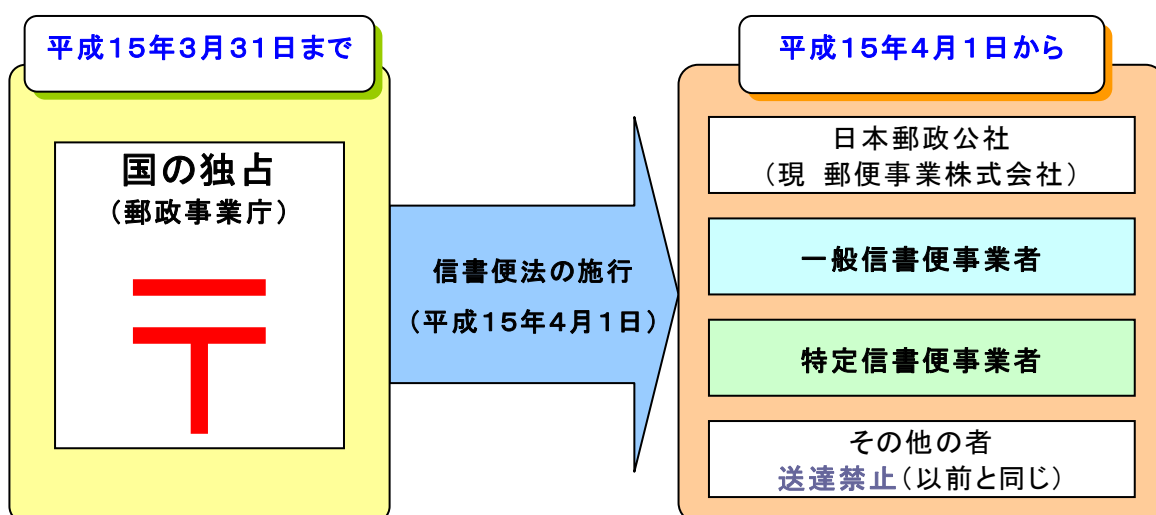 平成15年3月31日まで
国の独占
（郵政事業庁）
〒
信書便法の施行
（平成15年4月1日）
平成15年4月1日から
日本郵政公社
（現 郵便事業株式会社）
一般信書便事業者
特定信書便事業者
その他の者
送達禁止（以前と同じ）